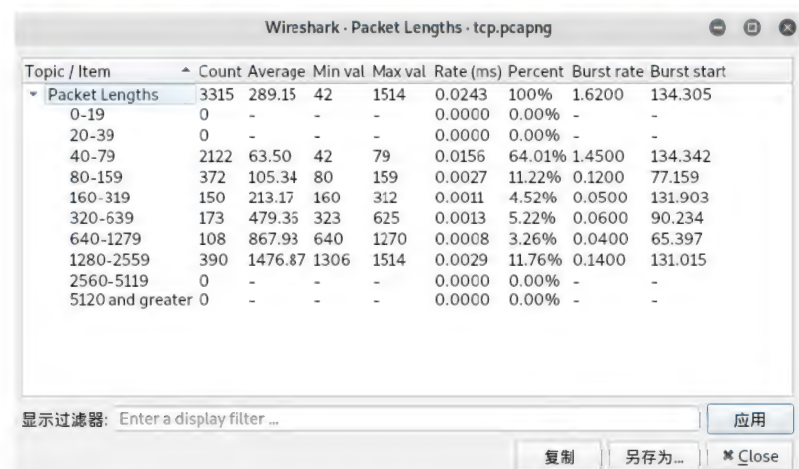 Wireshark · Packet Lengths · tcp.pcapng
Topic / Item Count Average Min val Max val Rate (ms) Percent Burst rate Burst start
Packet Lengths 3315 289.15 42 1514 0.0243 100% 1.6200 134.305
0-19 0 - - - 0.0000 0.00% - -
20-39 0 - - - 0.0000 0.00% - -
40-79 2122 63.50 42 79 0.0156 64.01% 1.4500 134.342
80-159 372 105.34 80 159 0.0027 11.22% 0.1200 77.159
160-319 150 213.17 160 312 0.0011 4.52% 0.0500 131.903
320-639 173 479.35 323 625 0.0013 5.22% 0.0600 90.234
640-1279 108 867.93 640 1270 0.0008 3.26% 0.0400 65.397
1280-2559 390 1476.87 1306 1514 0.0029 11.76% 0.1400 131.015
2560-5119 0 - - - 0.0000 0.00% - -
5120 and greater 0 - - - 0.0000 0.00% - -
显示过滤器: Enter a display filter ... 应用
复制 另存为... Close